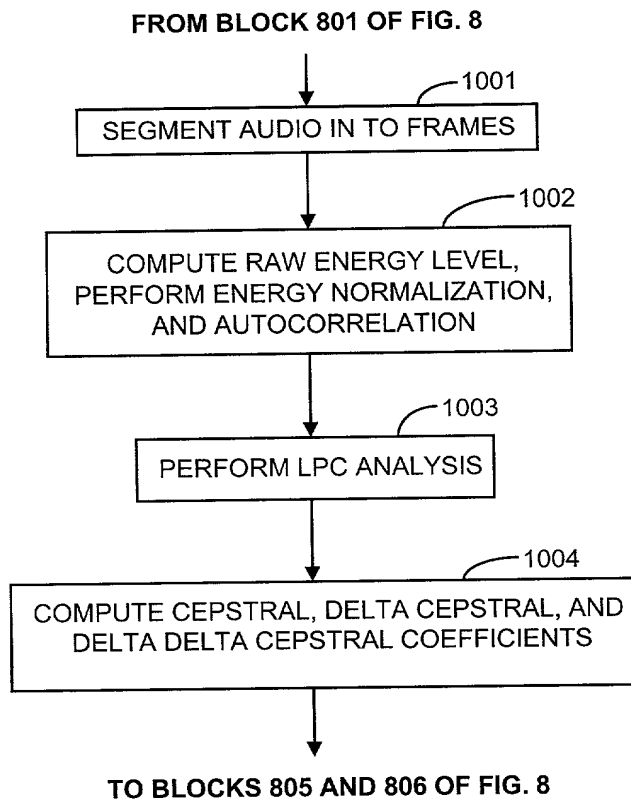 FROM BLOCK 801 OF FIG. 8
1001
SEGMENT AUDIO IN TO FRAMES
1002
COMPUTE RAW ENERGY LEVEL,
PERFORM ENERGY NORMALIZATION,
AND AUTOCORRELATION
1003
PERFORM LPC ANALYSIS
1004
COMPUTE CEPSTRAL, DELTA CEPSTRAL, AND
DELTA DELTA CEPSTRAL COEFFICIENTS
TO BLOCKS 805 AND 806 OF FIG. 8